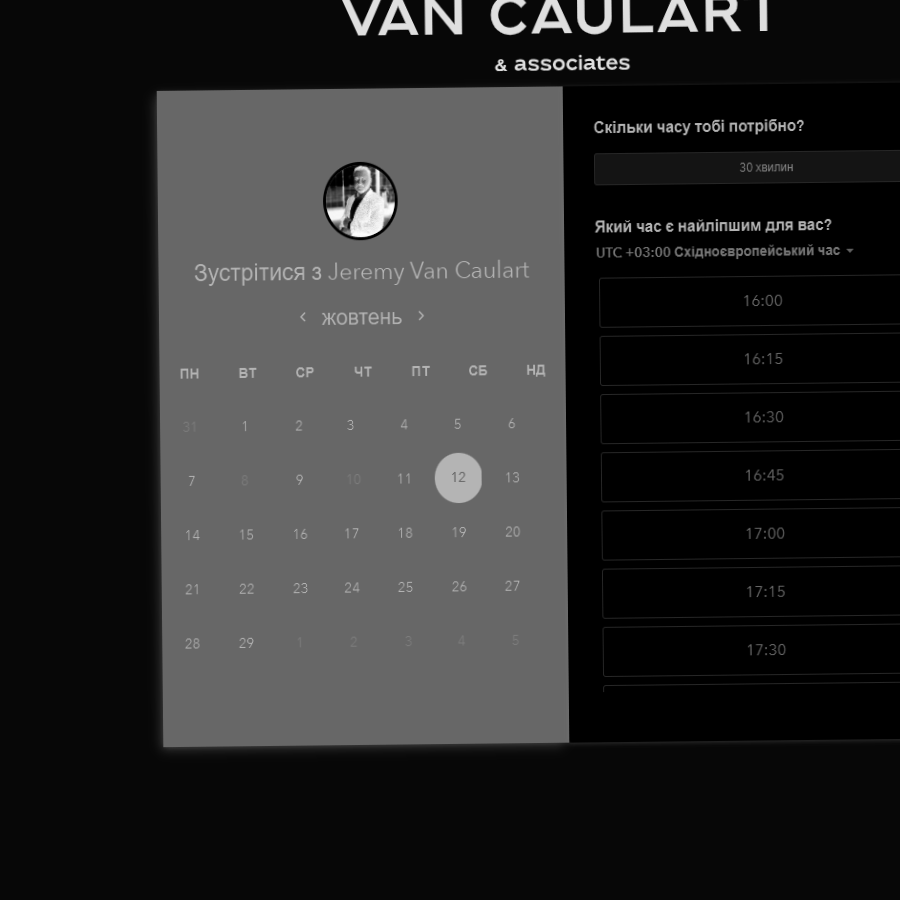 VAN CAULART
& associates
Зустрітися з Jeremy Van Caulart
жовтень
ПН ВТ СР ЧТ ПТ СБ НД
31 1 2 3 4 5 6
7 8 9 10 11 12 13
14 15 16 17 18 19 20
21 22 23 24 25 26 27
28 29 1 2 3 4 5
Скільки часу тобі потрібно?
30 хвилин
Який час є найліпшим для вас?
UTC +03:00 Східноєвропейський час
16:00
16:15
16:30
16:45
17:00
17:15
17:30